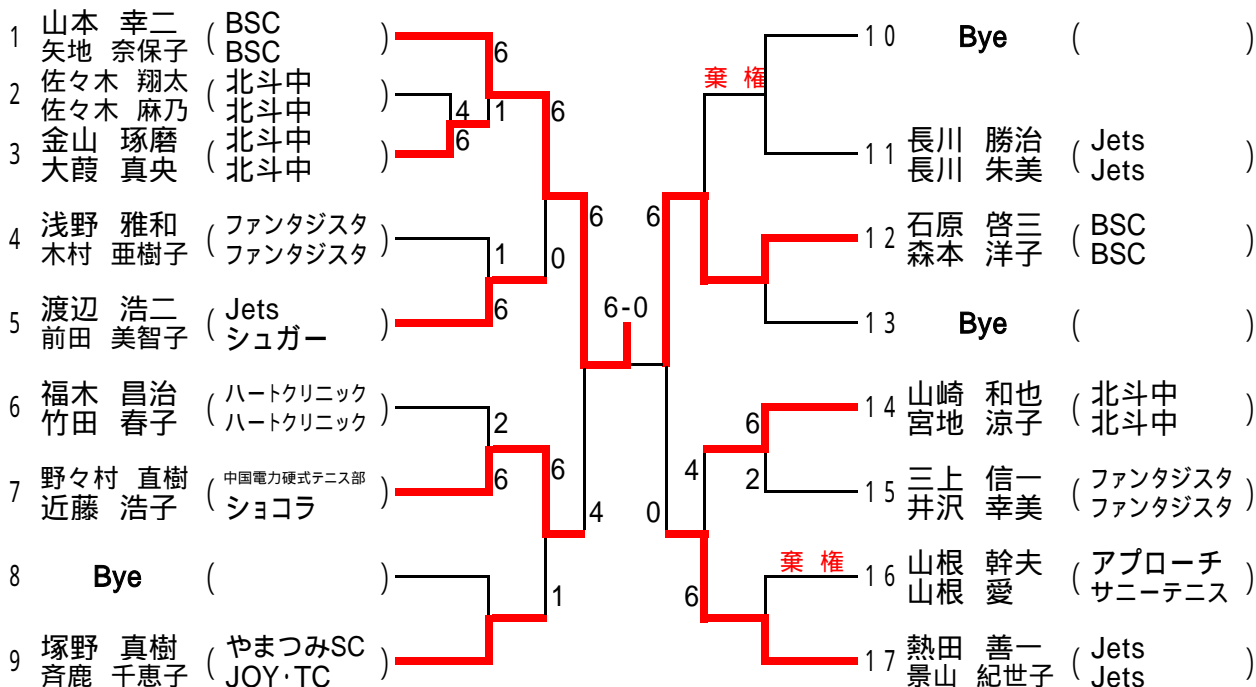 1 山本 幸二 ( BSC )
矢地 奈保子 BSC
6
2 佐々木 翔太 ( 北斗中 )
佐々木 麻乃 北斗中
4 1 6
3 金山 琢磨 ( 北斗中 )
大葭 真央 北斗中
6
6
4 浅野 雅和 ( ファンタジスタ )
木村 亜樹子 ファンタジスタ
1 0
5 渡辺 浩二 ( Jets )
前田 美智子 シュガー
6
6-0
6 福木 昌治 ( ハートクリニック )
竹田 春子 ハートクリニック
2
7 野々村 直樹 ( 中国電力硬式テニス部 )
近藤 浩子 ショコラ
6 6
4
8 Bye ( )
1
9 塚野 真樹 ( やまつみSC )
斉鹿 千恵子 JOY・TC
10 Bye ( )
棄 権
11 長川 勝治 ( Jets )
長川 朱美 Jets
6
12 石原 啓三 ( BSC )
森本 洋子 BSC
13 Bye ( )
14 山崎 和也 ( 北斗中 )
宮地 涼子 北斗中
6
4 2
15 三上 信一 ( ファンタジスタ )
井沢 幸美 ファンタジスタ
0
棄 権
16 山根 幹夫 ( アプローチ )
山根 愛 サニーテニス
6
17 熱田 善一 ( Jets )
景山 紀世子 Jets